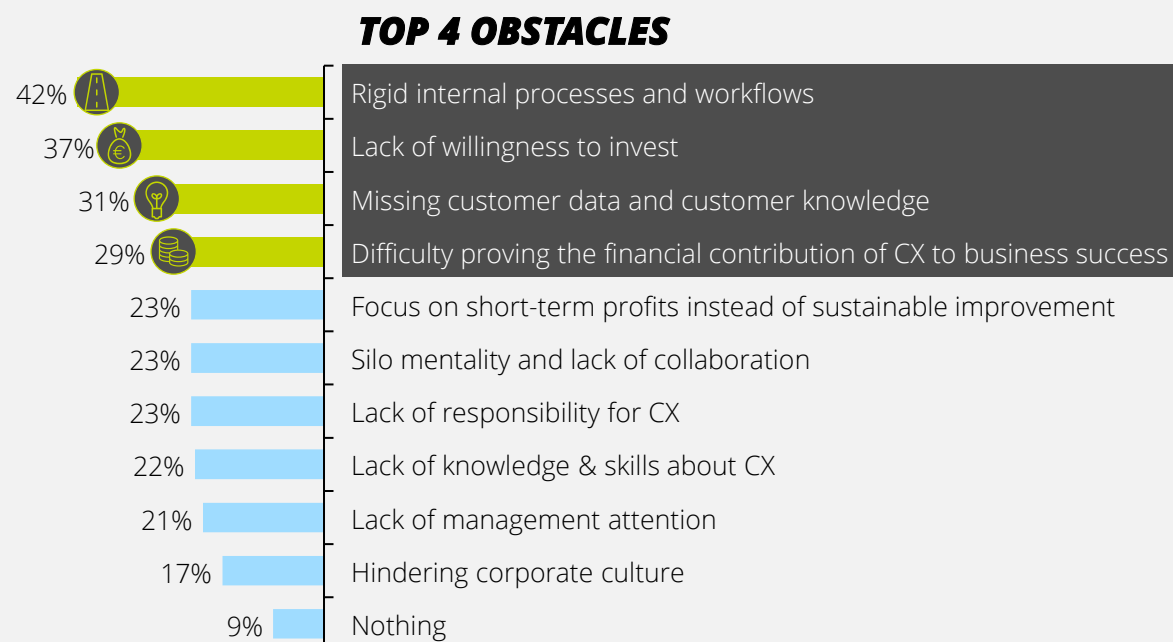 TOP 4 OBSTACLES
42% Rigid internal processes and workflows
37% € Lack of willingness to invest
31% Missing customer data and customer knowledge
29% Difficulty proving the financial contribution of CX to business success
23% Focus on short-term profits instead of sustainable improvement
23% Silo mentality and lack of collaboration
23% Lack of responsibility for CX
22% Lack of knowledge & skills about CX
21% Lack of management attention
17% Hindering corporate culture
9% Nothing